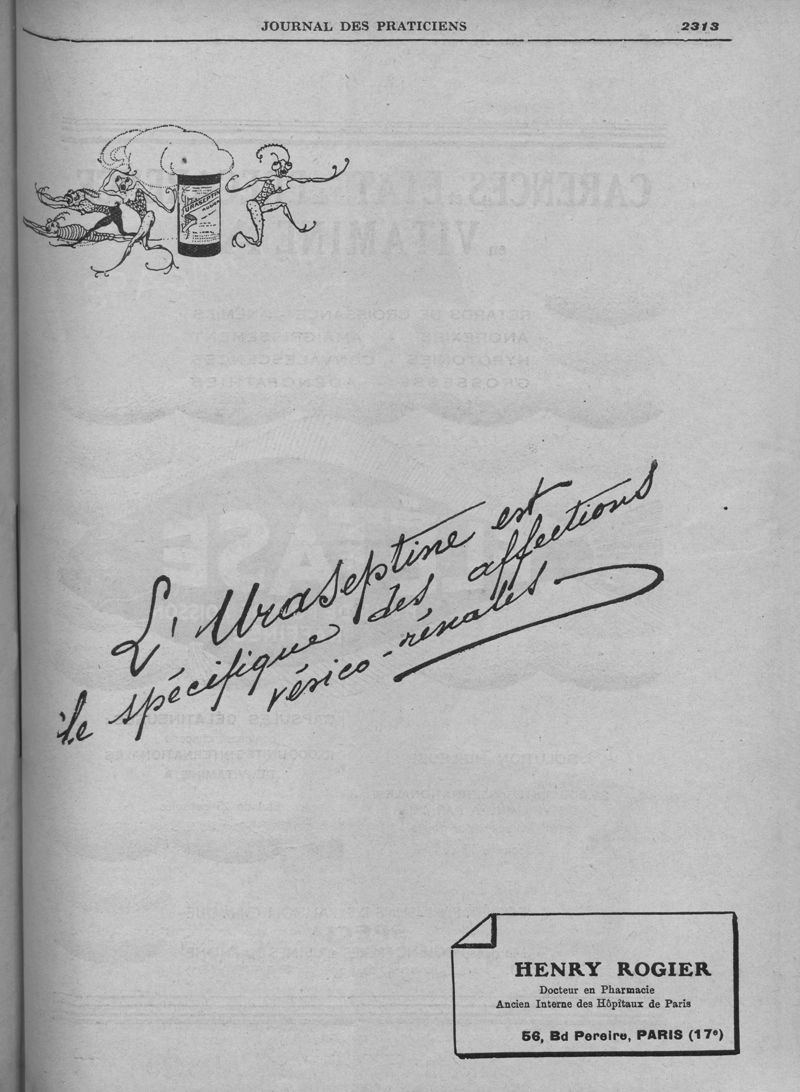 JOURNAL DES PRATICIENS 2313
L'Uraseptine est
le spécifique des affections
vésico-rénales
HENRY ROGIER
Docteur en Pharmacie
Ancien Interne des Hôpitaux de Paris
56, Bd Pereire, PARIS (17e)